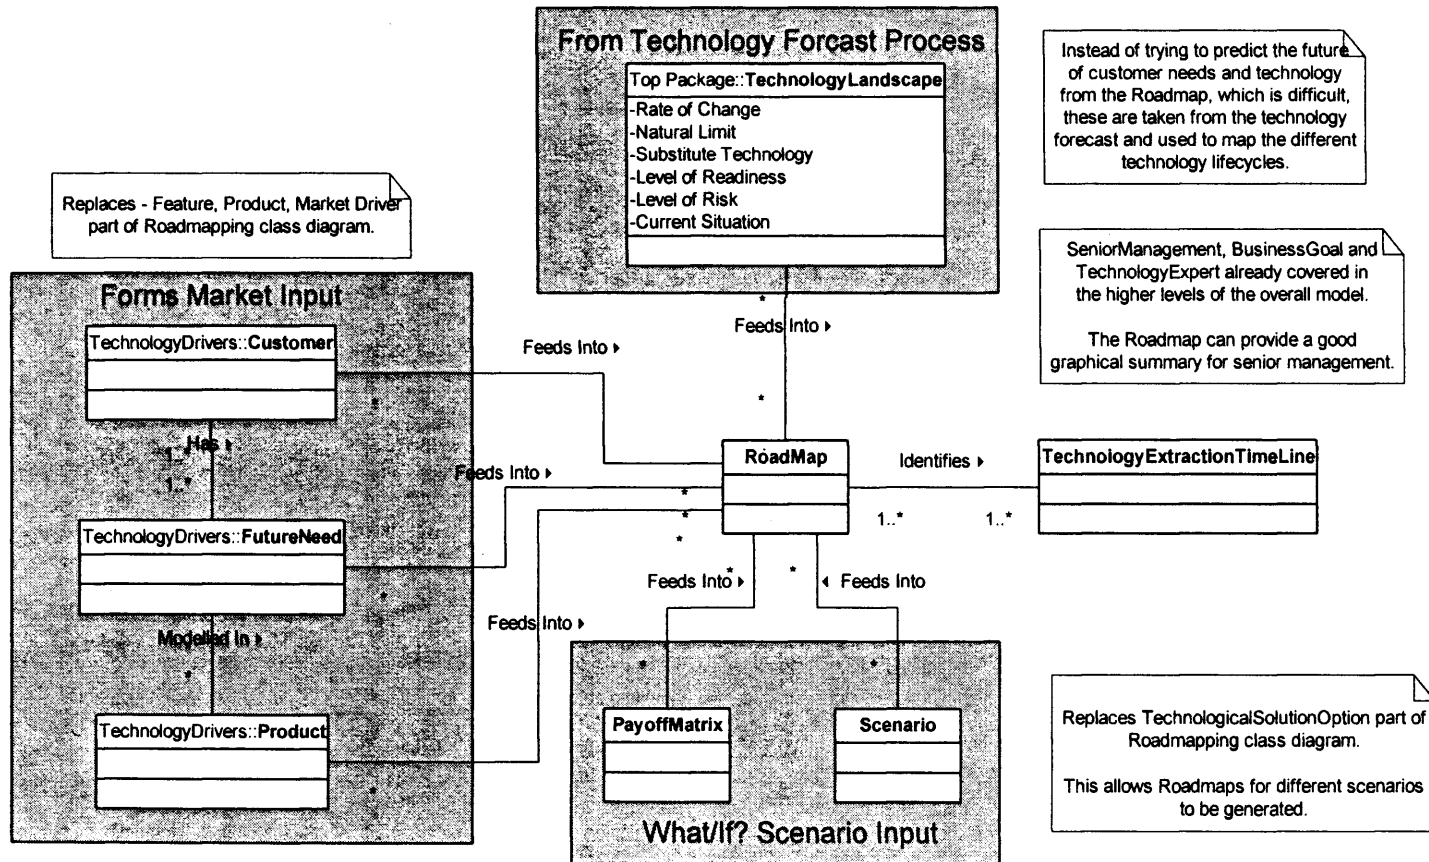 From Technology Forcast Process
Top Package::TechnologyLandscape
-Rate of Change
-Natural Limit
-Substitute Technology
-Level of Readiness
-Level of Risk
-Current Situation
Instead of trying to predict the future
of customer needs and technology
from the Roadmap, which is difficult,
these are taken from the technology
forecast and used to map the different
technology lifecycles.
Replaces - Feature, Product, Market Driver
part of Roadmapping class diagram.
SeniorManagement, BusinessGoal and
TechnologyExpert already covered in
the higher levels of the overall model.
The Roadmap can provide a good
graphical summary for senior management.
Forms Market Input
TechnologyDrivers::Customer
*
Has
1..*
1..*
TechnologyDrivers::FutureNeed
*
Modelled In
*
TechnologyDrivers::Product
*
Feeds Into
Feeds Into
Feeds Into
*
Feeds Into
*
RoadMap
*
*
*
Identifies
1..*
1..*
TechnologyExtractionTimeLine
*
*
Feeds Into
Feeds Into
*
*
PayoffMatrix
Scenario
What/If? Scenario Input
Replaces TechnologicalSolutionOption part of
Roadmapping class diagram.
This allows Roadmaps for different scenarios
to be generated.